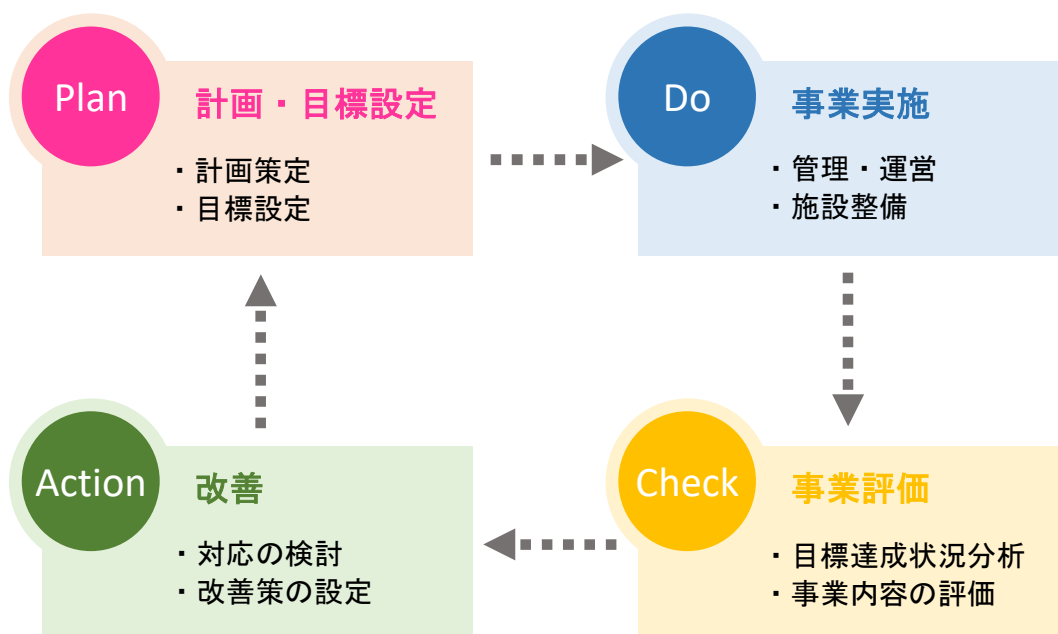 Plan
計画・目標設定
・計画策定
・目標設定
Do
事業実施
・管理・運営
・施設整備
Action
改善
・対応の検討
・改善策の設定
Check
事業評価
・目標達成状況分析
・事業内容の評価